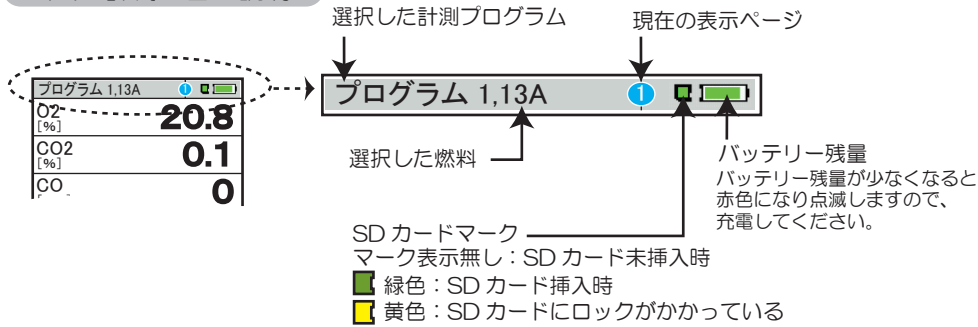 選択した計測プログラム
現在の表示ページ
プログラム 1,13A 1
O2
[%]
20.8
CO2
[%]
0.1
CO
0
プログラム 1,13A 1
選択した燃料
バッテリー残量
バッテリー残量が少なくなると
赤色になり点滅しますので、
充電してください。
SD カードマーク
マーク表示無し：SD カード未挿入時
緑色：SD カード挿入時
黄色：SD カードにロックがかかっている